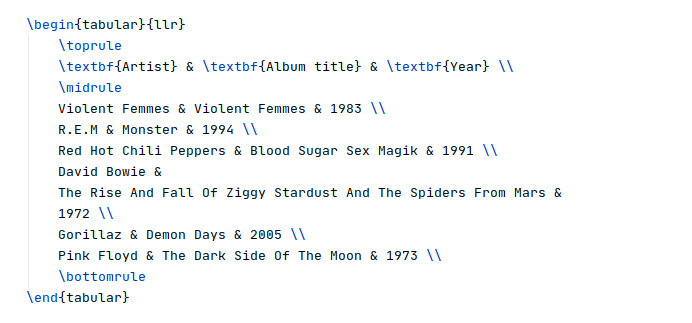 \begin{tabular}{llr}
\toprule
\textbf{Artist} & \textbf{Album title} & \textbf{Year} \\
\midrule
Violent Femmes & Violent Femmes & 1983 \\
R.E.M & Monster & 1994 \\
Red Hot Chili Peppers & Blood Sugar Sex Magik & 1991 \\
David Bowie &
The Rise And Fall Of Ziggy Stardust And The Spiders From Mars &
1972 \\
Gorillaz & Demon Days & 2005 \\
Pink Floyd & The Dark Side Of The Moon & 1973 \\
\bottomrule
\end{tabular}